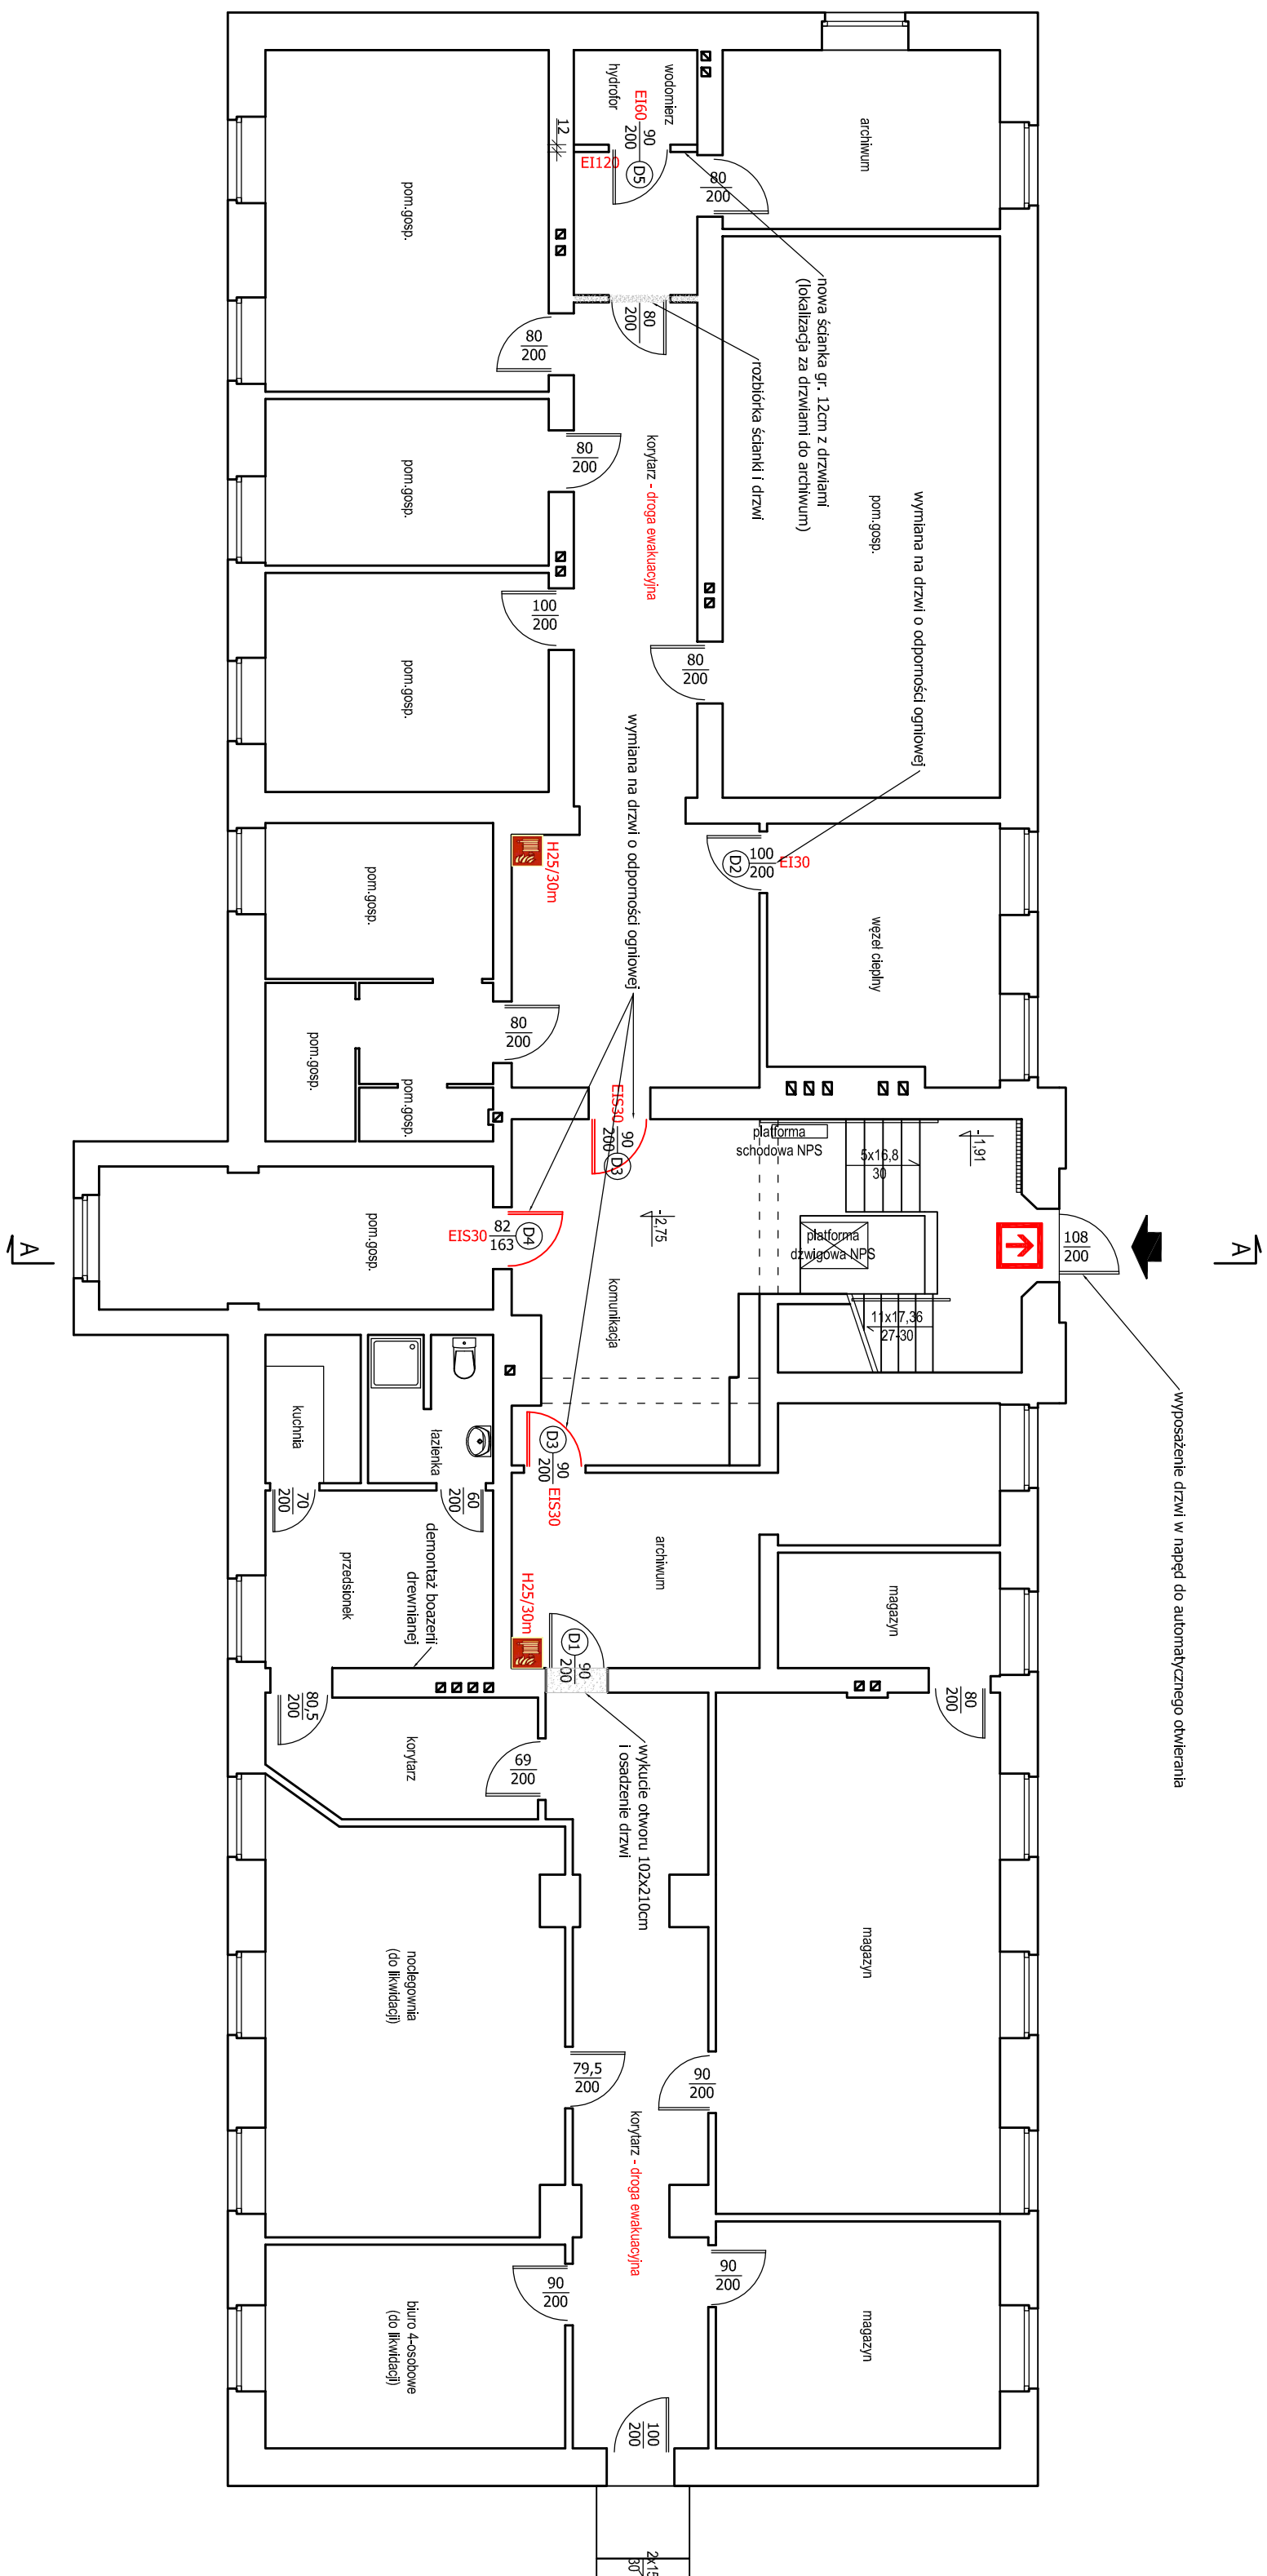 archiwum
wodomierz
hydrofor
EI60
90
200
D5
EI120
12
80
200
nowa ścianka gr. 12cm z drzwiami
(lokalizacja za drzwiami do archiwum)
rozbiórka ścianki i drzwi
80
200
pom.gosp.
80
200
pom.gosp.
80
200
korytarz - droga ewakuacyjna
pom.gosp.
wymiana na drzwi o odporności ogniowej
pom.gosp.
100
200
80
200
wymiana na drzwi o odporności ogniowej
H25/30m
D2
100
200
EI30
węzeł cieplny
pom.gosp.
80
200
pom.gosp.
pom.gosp.
EIS30
90
200
D3
platforma
schodowa NPS
5x16,8
30
-1,91
-2,75
pom.gosp.
EIS30
82
163
D4
platforma
dźwigowa NPS
108
200
A
A
komunikacja
11x17,36
27-30
wyposażenie drzwi w napęd do automatycznego otwierania
kuchnia
łazienka
70
200
60
200
D3
90
200
EIS30
archiwum
przedsionek
demontaż boazerii
drewnianej
H25/30m
D1
90
200
magazyn
80
200
80,5
200
korytarz
69
200
wykucie otworu 102x210cm
i osadzenie drzwi
magazyn
noclegownia
(do likwidacji)
79,5
200
90
200
korytarz - droga ewakuacyjna
biuro 4-osobowe
(do likwidacji)
90
200
90
200
magazyn
100
200
2x15
30